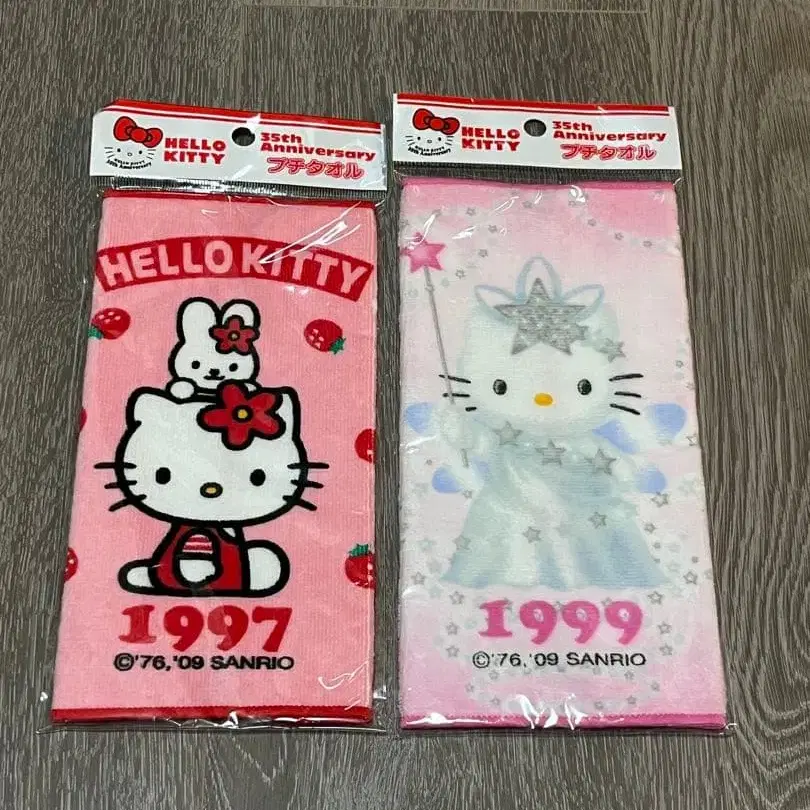 HELLO
KITTY
35th
Anniversary
プチタオル
HELLO KITTY
1997
©'76,'09 SANRIO
HELLO
KITTY
35th
Anniversary
プチタオル
1999
©'76,'09 SANRIO